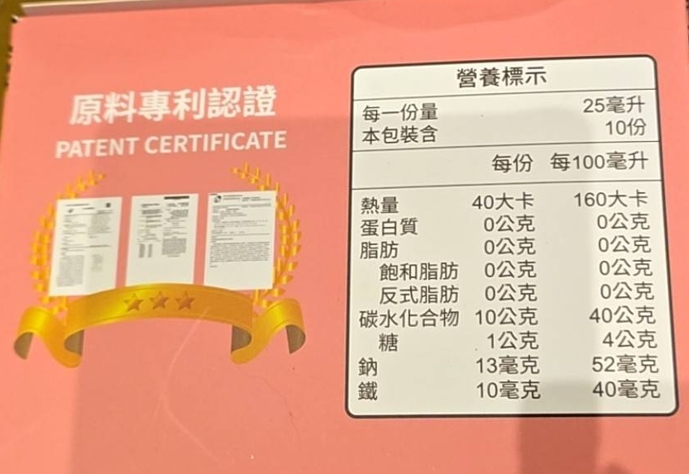 原料專利認證
PATENT CERTIFICATE
營養標示
每一份量 25毫升
本包裝含 10份
每份 每100毫升
熱量 40大卡 160大卡
蛋白質 0公克 0公克
脂肪 0公克 0公克
飽和脂肪 0公克 0公克
反式脂肪 0公克 0公克
碳水化合物 10公克 40公克
糖 1公克 4公克
鈉 13毫克 52毫克
鐵 10毫克 40毫克